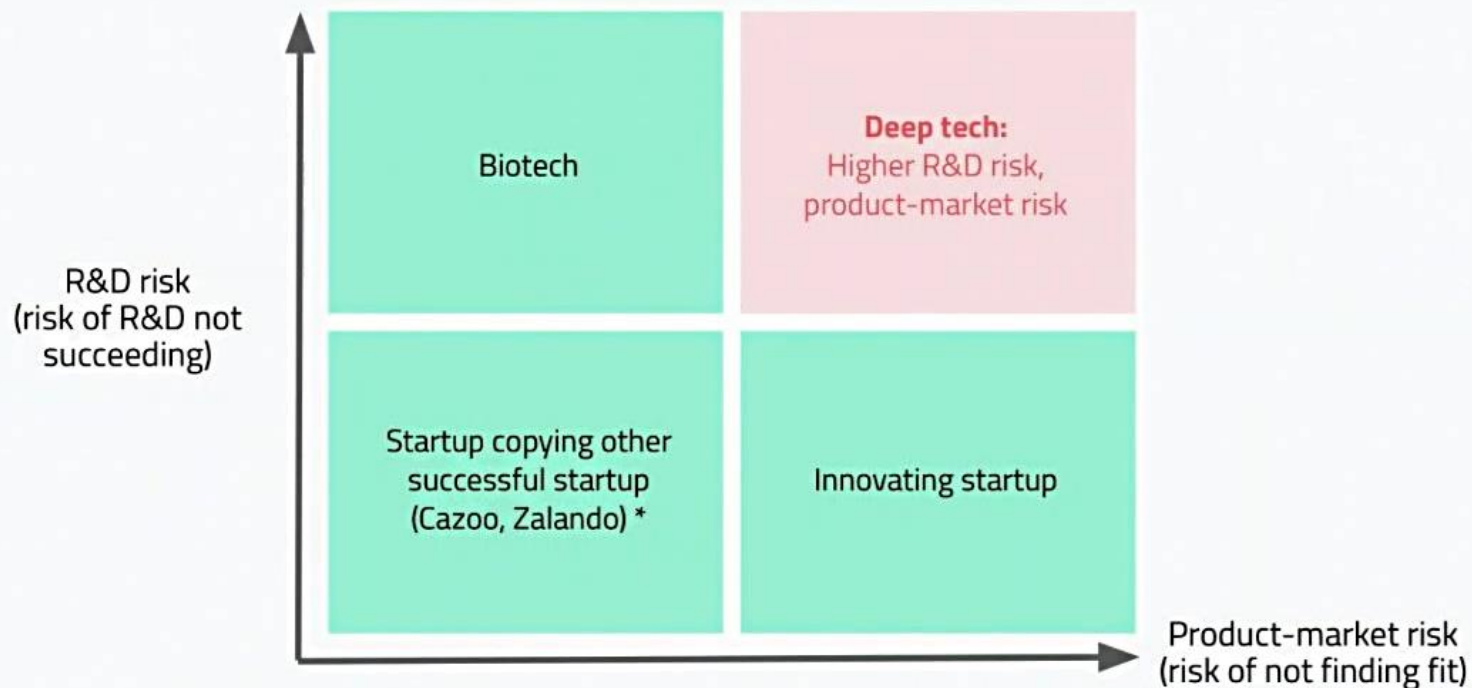 Biotech
Deep tech:
Higher R&D risk,
product-market risk
R&D risk
(risk of R&D not
succeeding)
Startup copying other
successful startup
(Cazoo, Zalando) *
Innovating startup
Product-market risk
(risk of not finding fit)